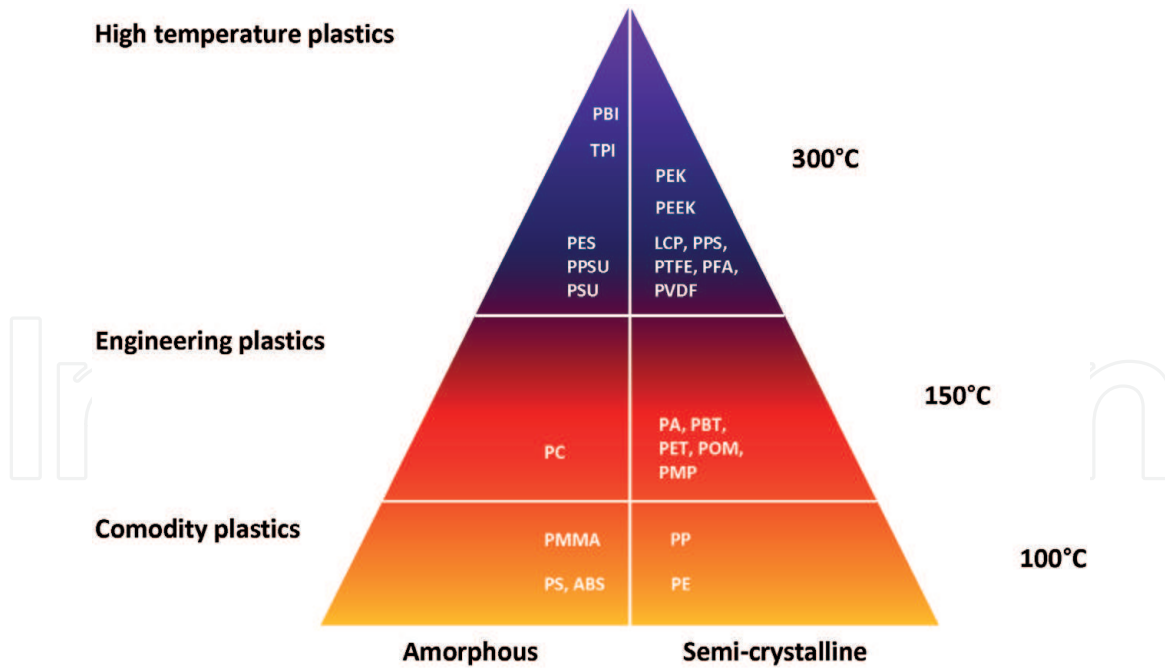 High temperature plastics
PBI
TPI
300°C
PEK
PEEK
PES
PPSU
PSU
LCP, PPS,
PTFE, PFA,
PVDF
Engineering plastics
150°C
PC
PA, PBT,
PET, POM,
PMP
Comodity plastics
100°C
PMMA
PP
PS, ABS
PE
Amorphous
Semi-crystalline